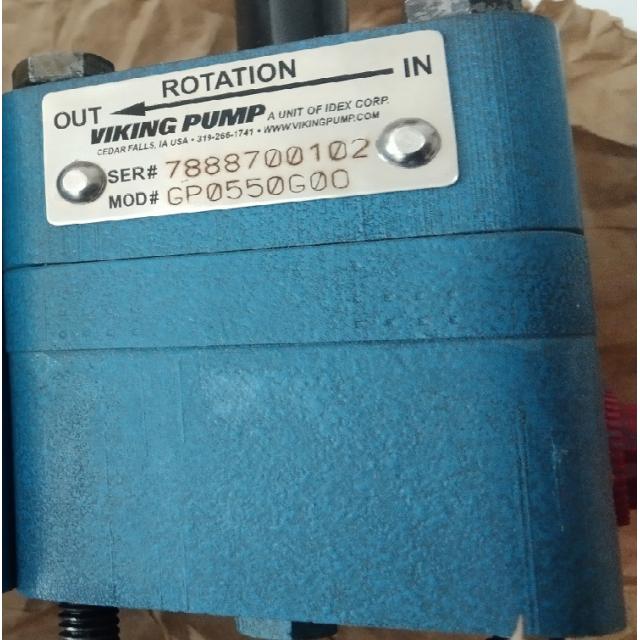 ROTATION
OUT IN
VIKING PUMP A UNIT OF IDEX CORP.
CEDAR FALLS, IA USA • 319-266-1741 • WWW.VIKINGPUMP.COM
SER# 7888700102
MOD# GP0550G00